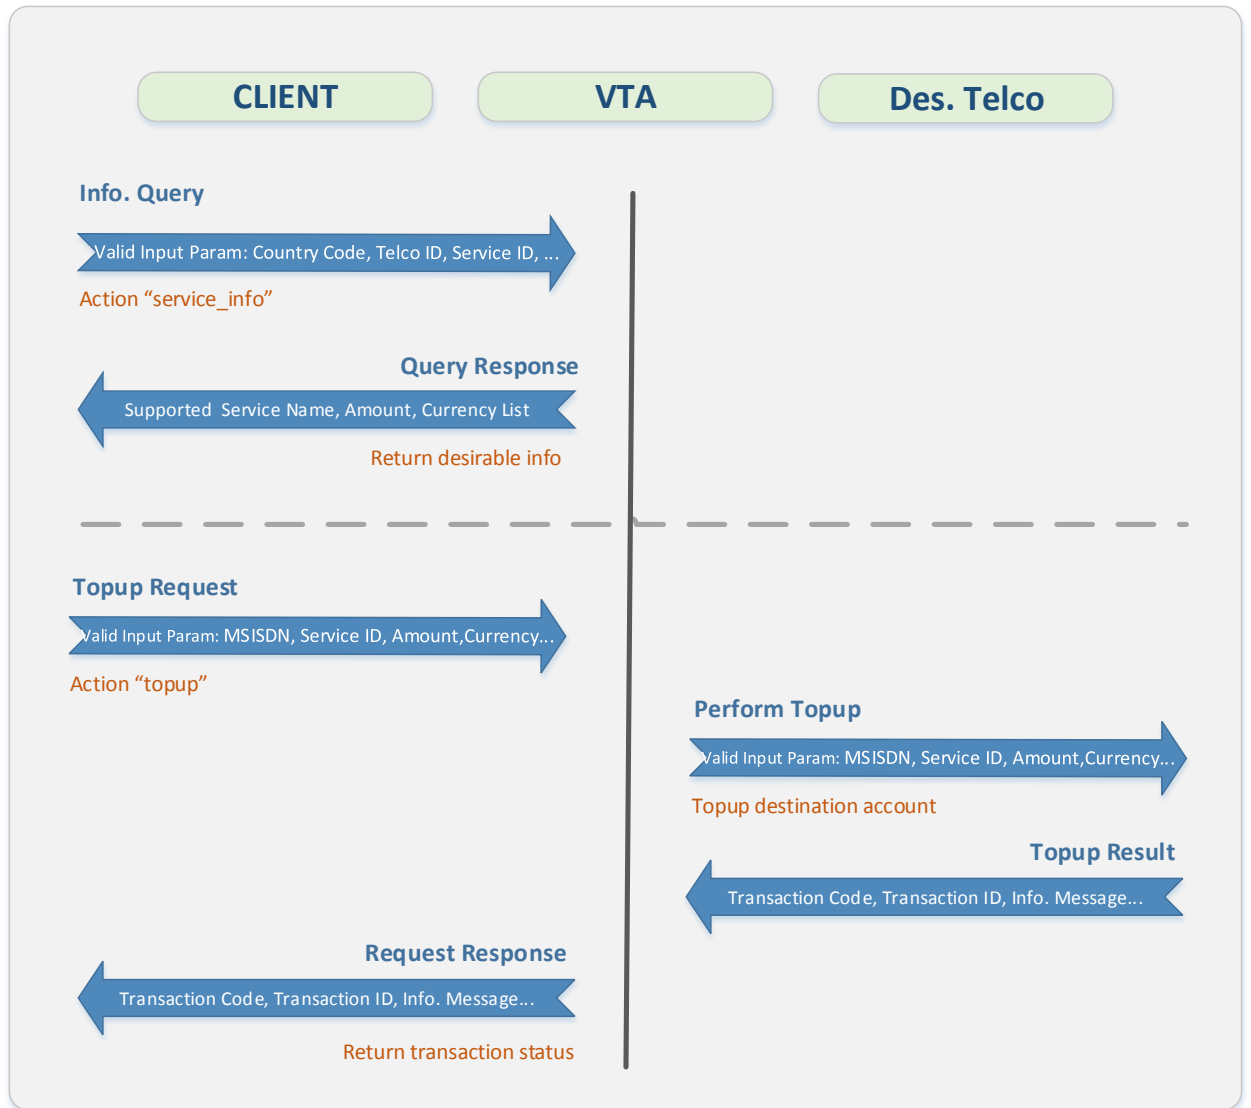 CLIENT
VTA
Des. Telco
Info. Query
Valid Input Param: Country Code, Telco ID, Service ID, ...
Action “service_info”
Query Response
Supported  Service Name, Amount, Currency List
Return desirable info
Topup Request
Valid Input Param: MSISDN, Service ID, Amount,Currency...
Action “topup”
Perform Topup
Valid Input Param: MSISDN, Service ID, Amount,Currency...
Topup destination account
Topup Result
Transaction Code, Transaction ID, Info. Message...
Request Response
Transaction Code, Transaction ID, Info. Message...
Return transaction status